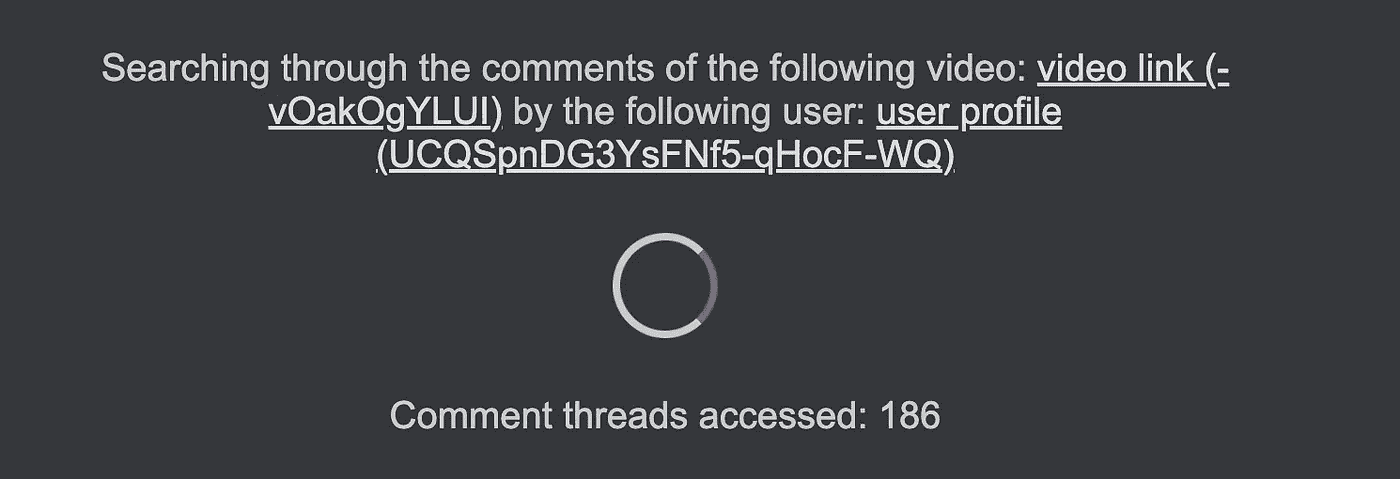 Searching through the comments of the following video: video link (-
vOakOgYLUI) by the following user: user profile
(UCQSpnDG3YsFNf5-qHocF-WQ)
Comment threads accessed: 186